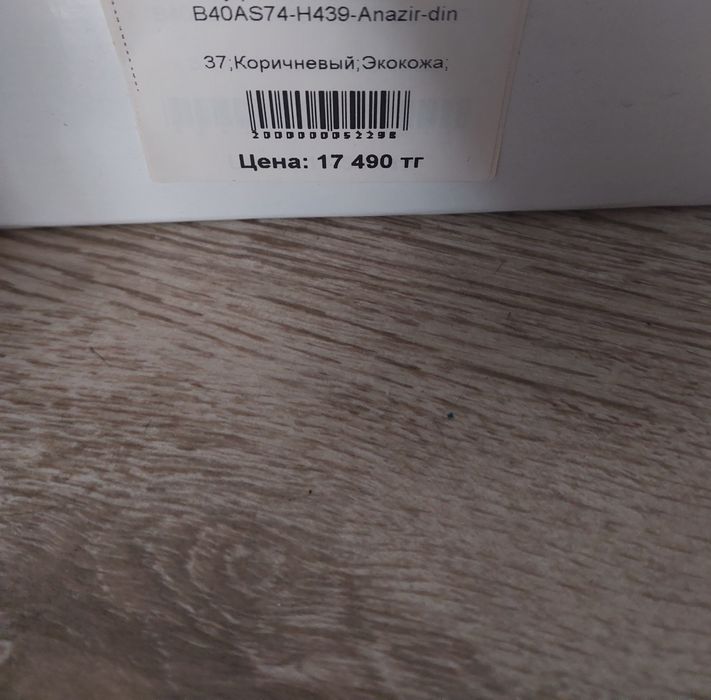 B40AS74-H439-Anazir-din
37;Коричневый;Экокожа;
2000000052298
Цена: 17 490 тг